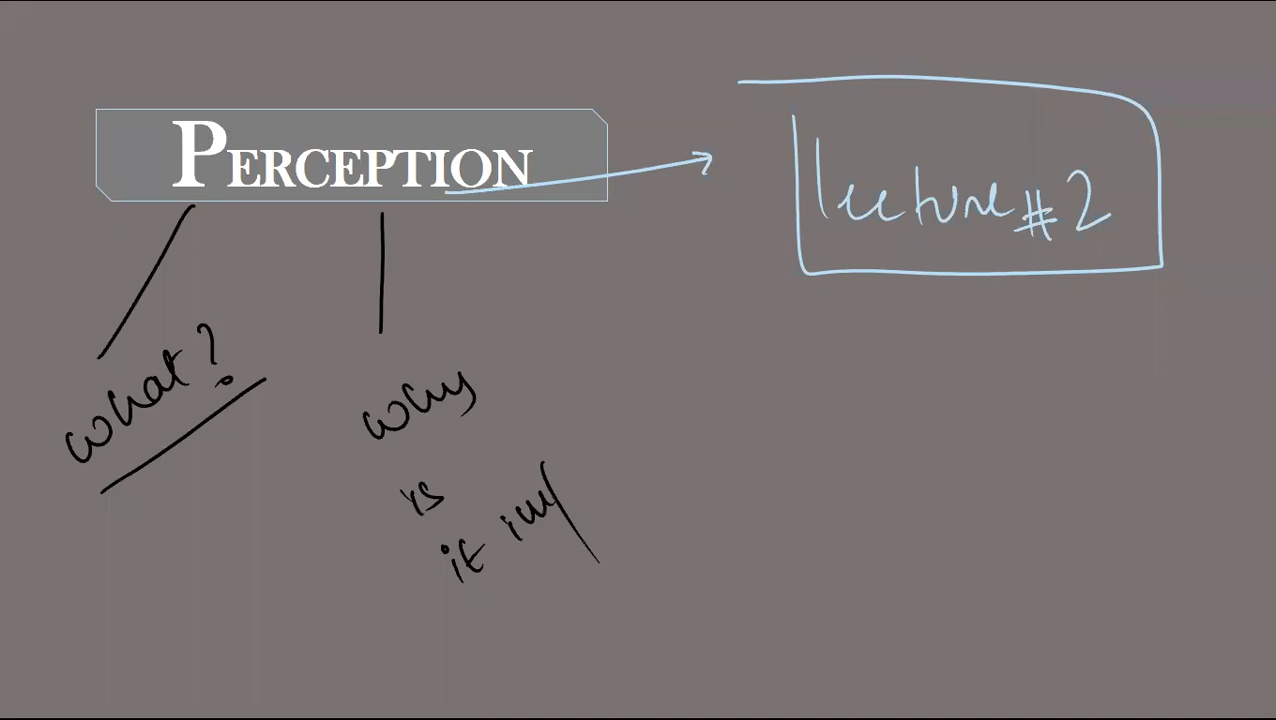 PERCEPTION
lecture #2
what?
why
is
it imp